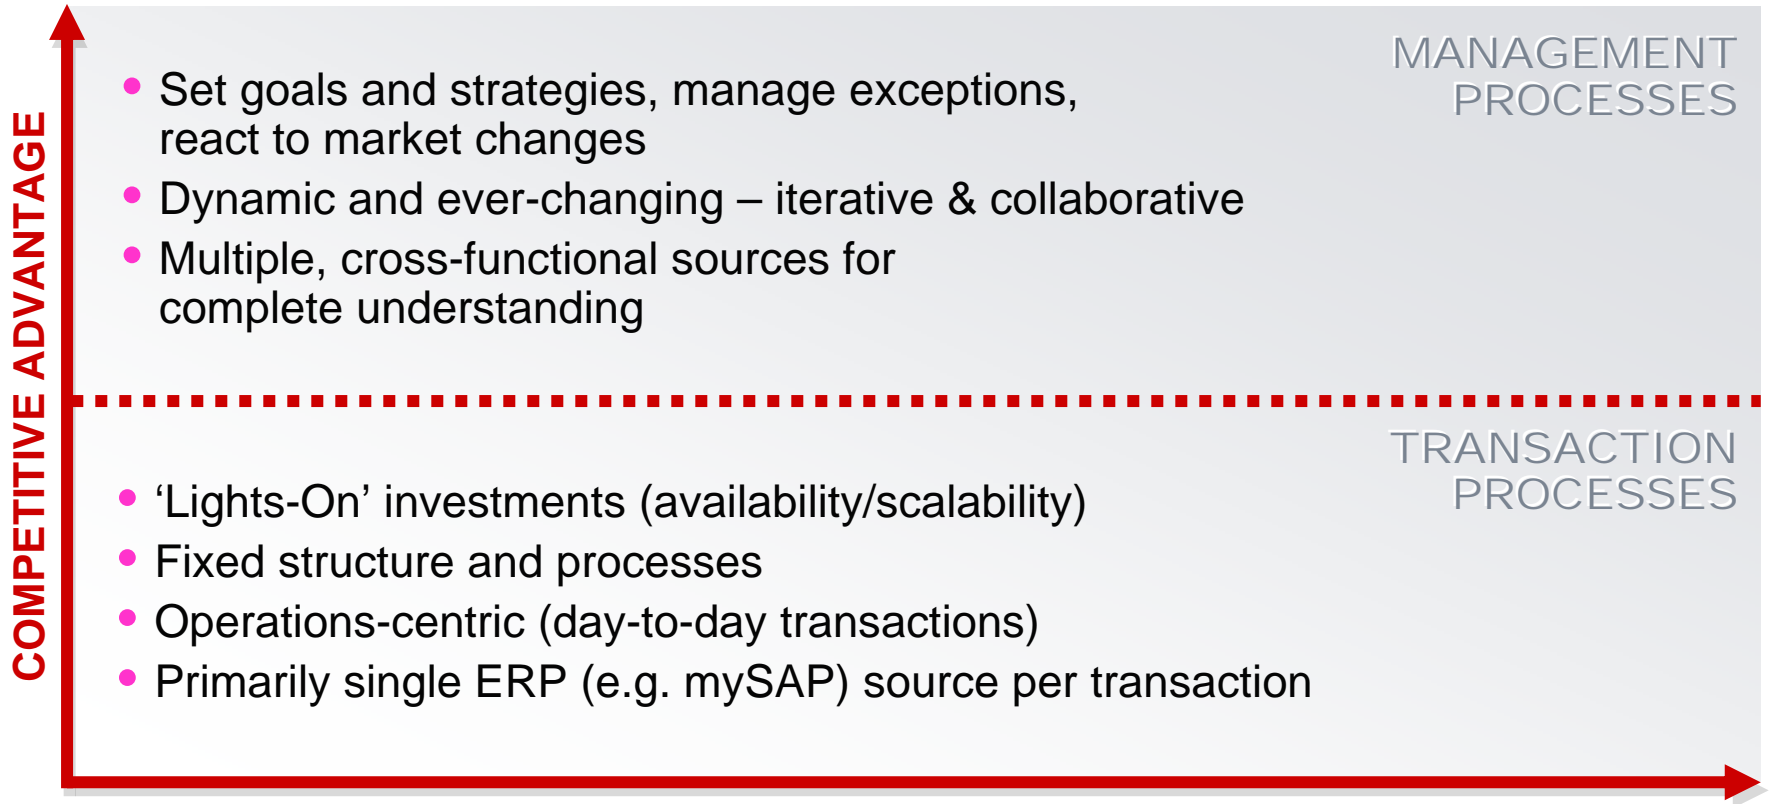 COMPETITIVE ADVANTAGE
MANAGEMENT
PROCESSES
• Set goals and strategies, manage exceptions,
react to market changes
• Dynamic and ever-changing – iterative & collaborative
• Multiple, cross-functional sources for
complete understanding
TRANSACTION
PROCESSES
• ‘Lights-On’ investments (availability/scalability)
• Fixed structure and processes
• Operations-centric (day-to-day transactions)
• Primarily single ERP (e.g. mySAP) source per transaction